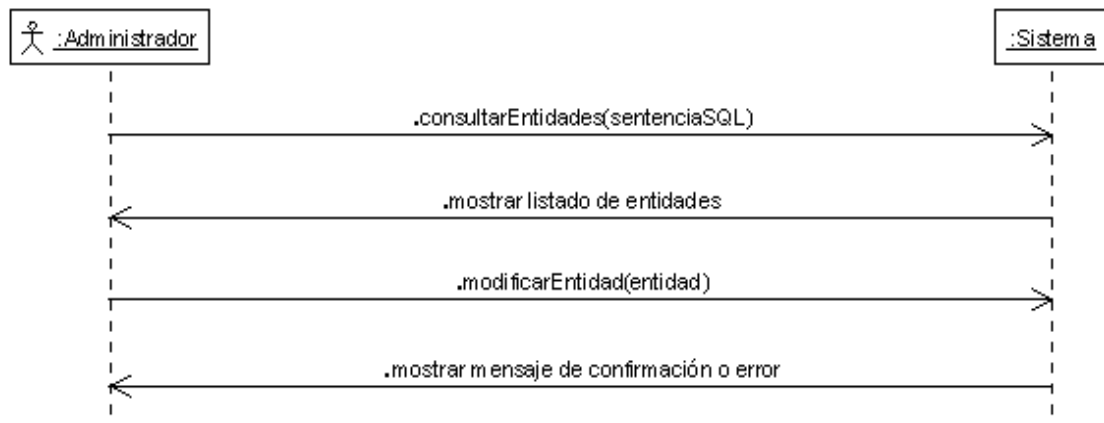 :Administrador
:Sistema
.consultarEntidades(sentenciaSQL)
.mostrar listado de entidades
.modificarEntidad(entidad)
.mostrar mensaje de confirmación o error